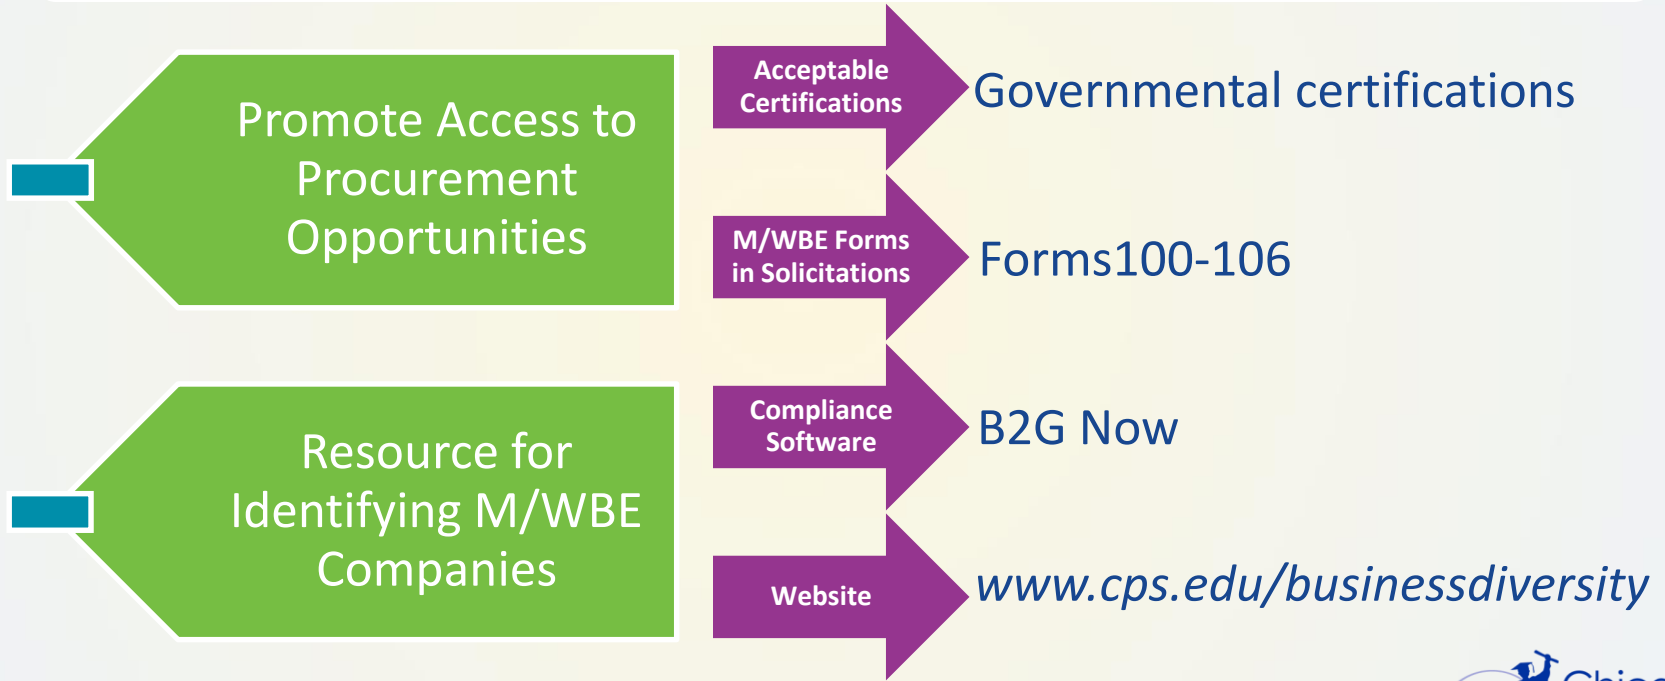 Promote Access to
Procurement
Opportunities
Acceptable
Certifications
Governmental certifications
M/WBE Forms
in Solicitations
Forms100-106
Resource for
Identifying M/WBE
Companies
Compliance
Software
B2G Now
Website
www.cps.edu/businessdiversity